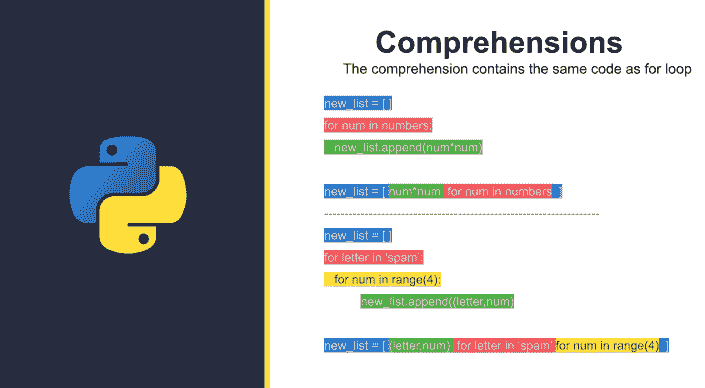 Comprehensions
The comprehension contains the same code as for loop
new_list = [ ]
for num in numbers:
new_list.append(num*num)
new_list = [ num*num for num in numbers ]
new_list = [ ]
for letter in 'spam':
for num in range(4):
new_list.append((letter,num)
new_list = [ (letter,num) for letter in 'spam' for num in range(4) ]